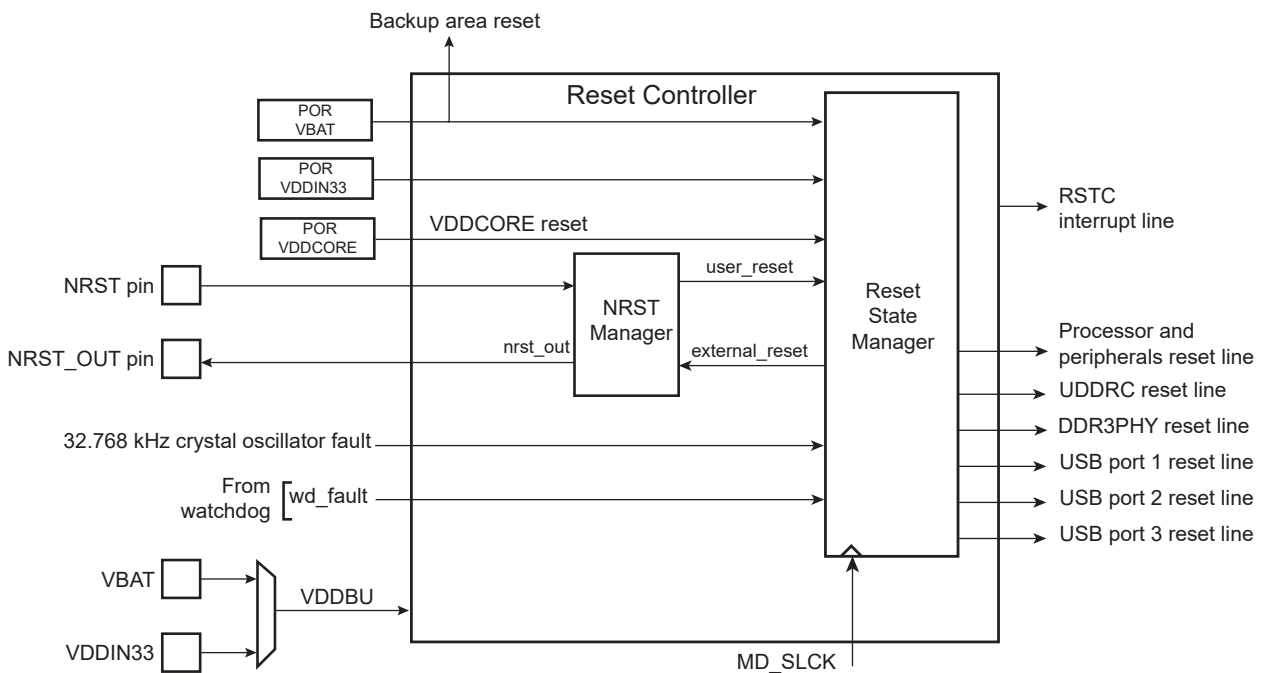 Backup area reset
Reset Controller
POR
VBAT
POR
VDDIN33
POR
VDDCORE
VDDCORE reset
RSTC
interrupt line
NRST pin
user_reset
NRST
Manager
Reset
State
Manager
NRST_OUT pin
nrst_out
external_reset
Processor and
peripherals reset line
UDDRC reset line
DDR3PHY reset line
32.768 kHz crystal oscillator fault
USB port 1 reset line
From
watchdog
wd_fault
USB port 2 reset line
USB port 3 reset line
VBAT
VDDBU
VDDIN33
MD_SLCK